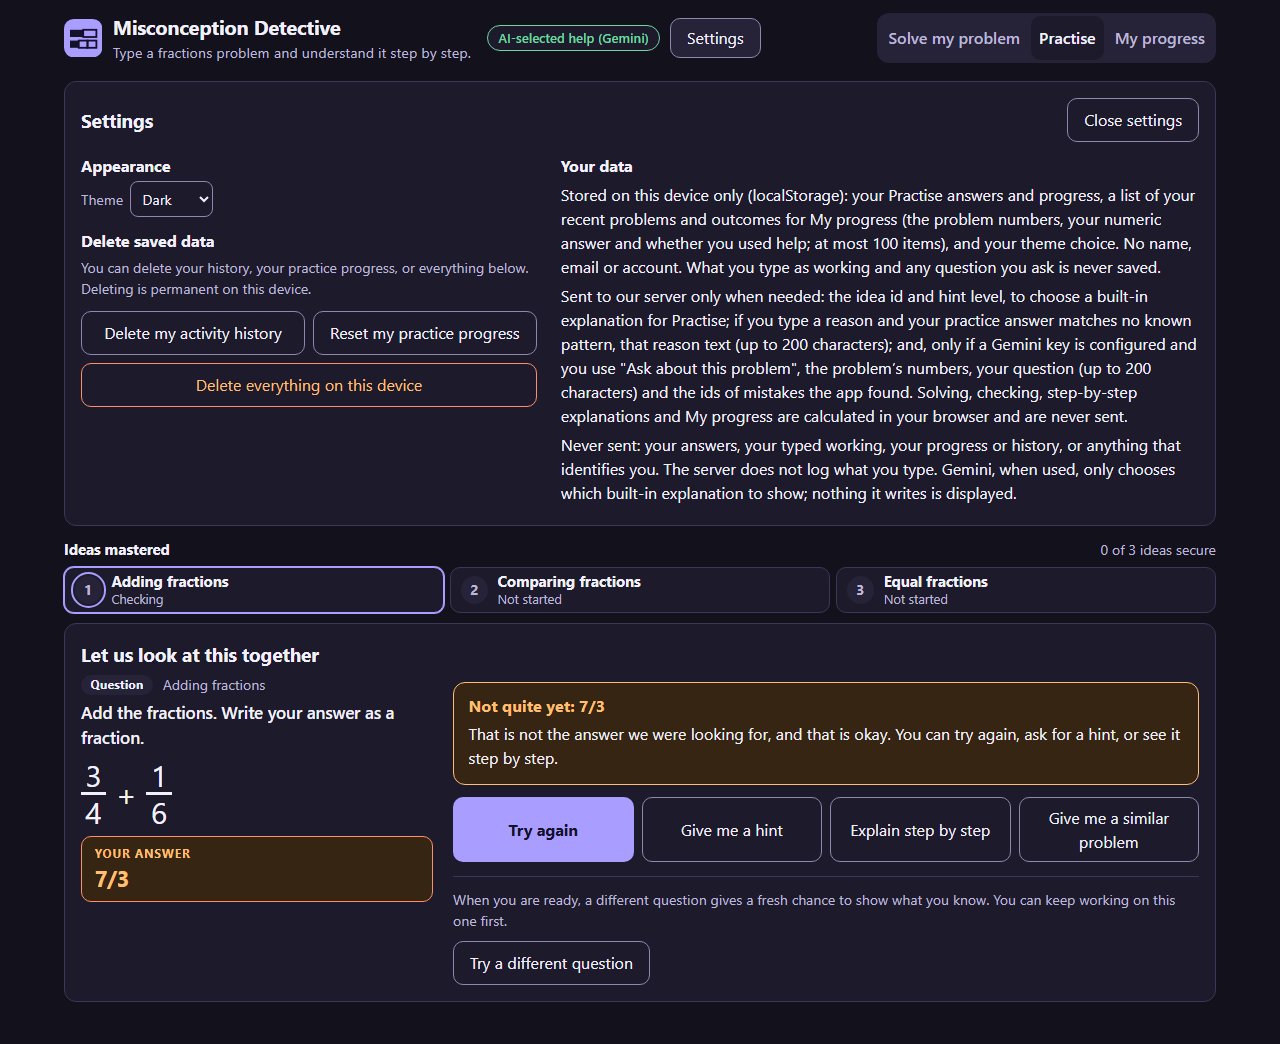 Misconception Detective
Type a fractions problem and understand it step by step.
AI-selected help (Gemini)
Settings
Solve my problem
Practise
My progress
Settings
Close settings
Appearance
Theme
Dark
Delete saved data
You can delete your history, your practice progress, or everything below.
Deleting is permanent on this device.
Delete my activity history
Reset my practice progress
Delete everything on this device
Your data
Stored on this device only (localStorage): your Practise answers and progress, a list of your
recent problems and outcomes for My progress (the problem numbers, your numeric
answer and whether you used help; at most 100 items), and your theme choice. No name,
email or account. What you type as working and any question you ask is never saved.
Sent to our server only when needed: the idea id and hint level, to choose a built-in
explanation for Practise; if you type a reason and your practice answer matches no known
pattern, that reason text (up to 200 characters); and, only if a Gemini key is configured and
you use "Ask about this problem", the problem's numbers, your question (up to 200
characters) and the ids of mistakes the app found. Solving, checking, step-by-step
explanations and My progress are calculated in your browser and are never sent.
Never sent: your answers, your typed working, your progress or history, or anything that
identifies you. The server does not log what you type. Gemini, when used, only chooses
which built-in explanation to show; nothing it writes is displayed.
Ideas mastered
0 of 3 ideas secure
1
Adding fractions
Checking
2
Comparing fractions
Not started
3
Equal fractions
Not started
Let us look at this together
Question
Adding fractions
Add the fractions. Write your answer as a
fraction.
3/4 + 1/6
YOUR ANSWER
7/3
Not quite yet: 7/3
That is not the answer we were looking for, and that is okay. You can try again, ask for a hint, or see it
step by step.
Try again
Give me a hint
Explain step by step
Give me a similar
problem
When you are ready, a different question gives a fresh chance to show what you know. You can keep working on this
one first.
Try a different question